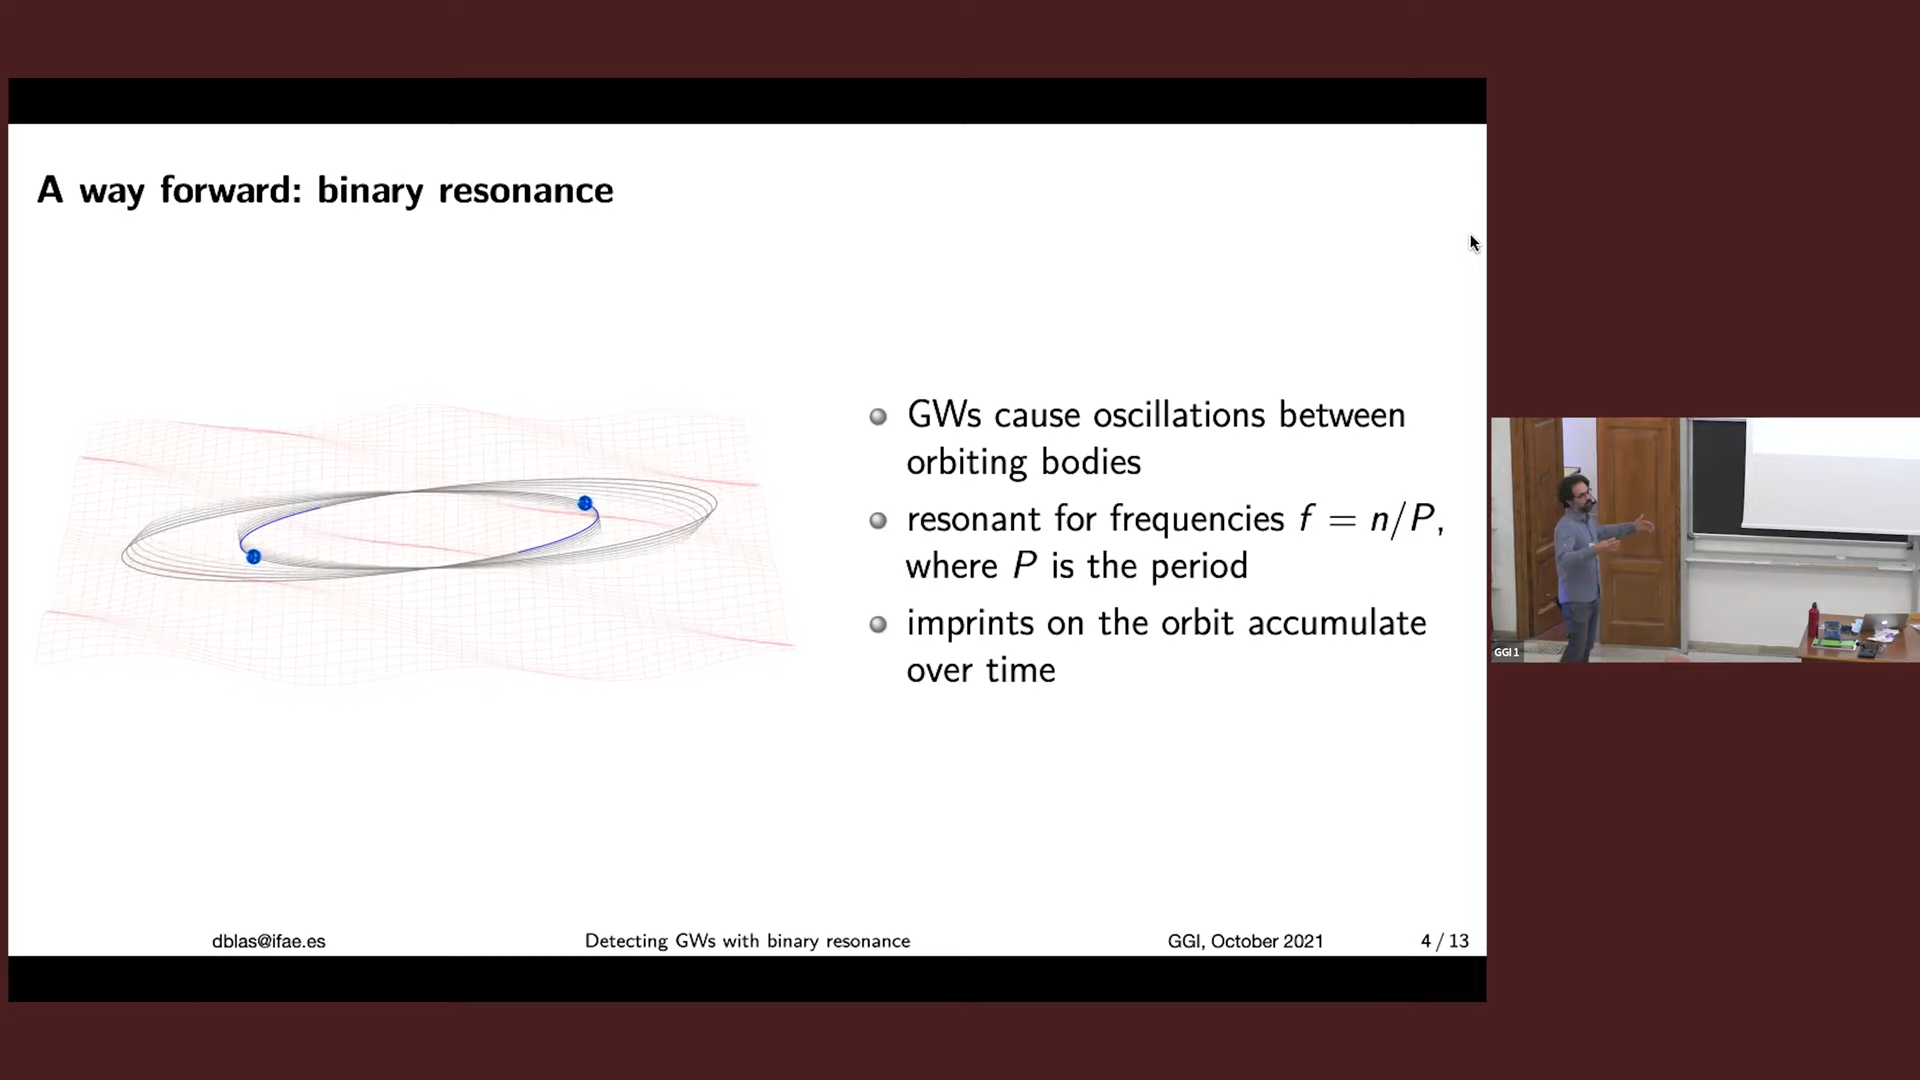 A way forward: binary resonance
GWs cause oscillations between
orbiting bodies
resonant for frequencies f = n/P,
where P is the period
imprints on the orbit accumulate
over time
dblas@ifae.es
Detecting GWs with binary resonance
GGI, October 2021
4 / 13
GGI 1